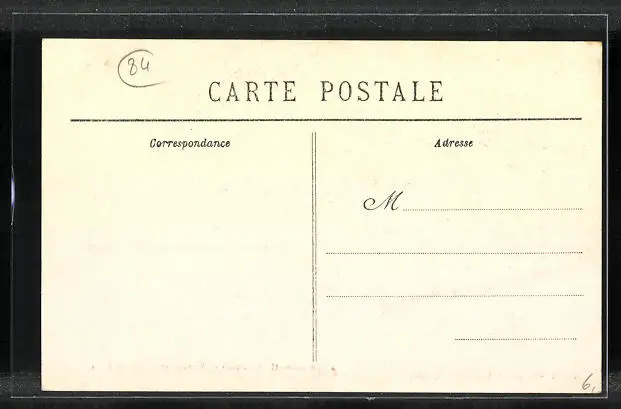 84
CARTE POSTALE
Correspondance
Adresse
M
6,